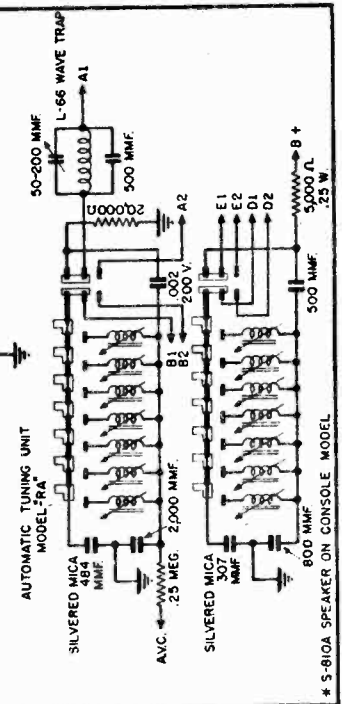 AUTOMATIC TUNING UNIT
MODEL-"RA"
50-200 MMF.
L-66 WAVE TRAP
A1
500 MMF.
20,000Ω
A2
.002
200 V.
B1
B2
SILVERED MICA
484
MMF.
2,000 MMF.
.25 MEG.
A.V.C.
E1
E2
D1
D2
B+
5,000 Ω
.25 W.
500 MMF.
SILVERED MICA
307
MMF
800 MMF
* S-810A SPEAKER ON CONSOLE MODEL